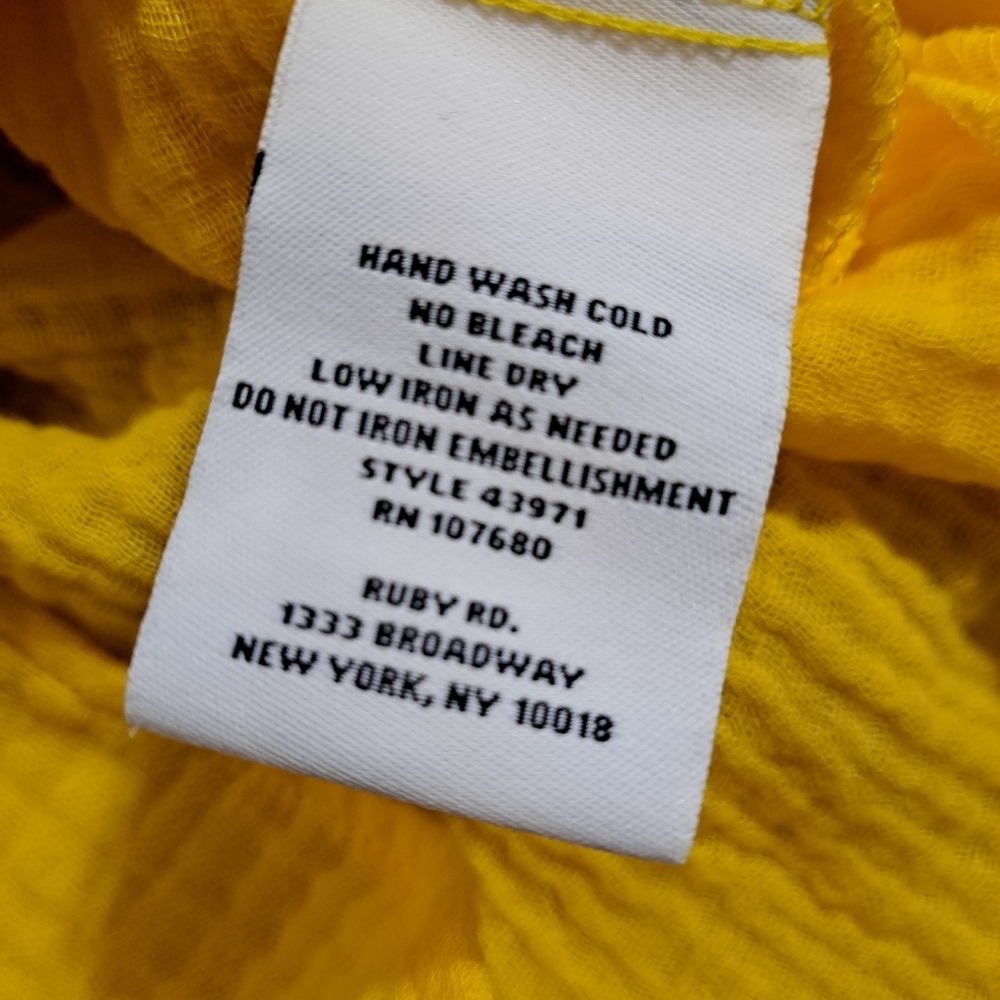 HAND WASH COLD
NO BLEACH
LINE DRY
LOW IRON AS NEEDED
DO NOT IRON EMBELLISHMENT
STYLE 43971
RN 107680
RUBY RD.
1333 BROADWAY
NEW YORK, NY 10018